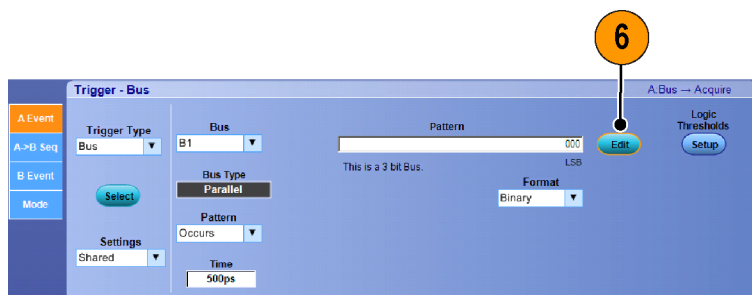 6
Trigger - Bus
A:Bus → Acquire
A Event
A->B Seq
B Event
Mode
Trigger Type
Bus
Select
Settings
Shared
Bus
B1
Bus Type
Parallel
Pattern
Occurs
Time
500ps
Pattern
000
This is a 3 bit Bus.
LSB
Format
Binary
Edit
Logic
Thresholds
Setup